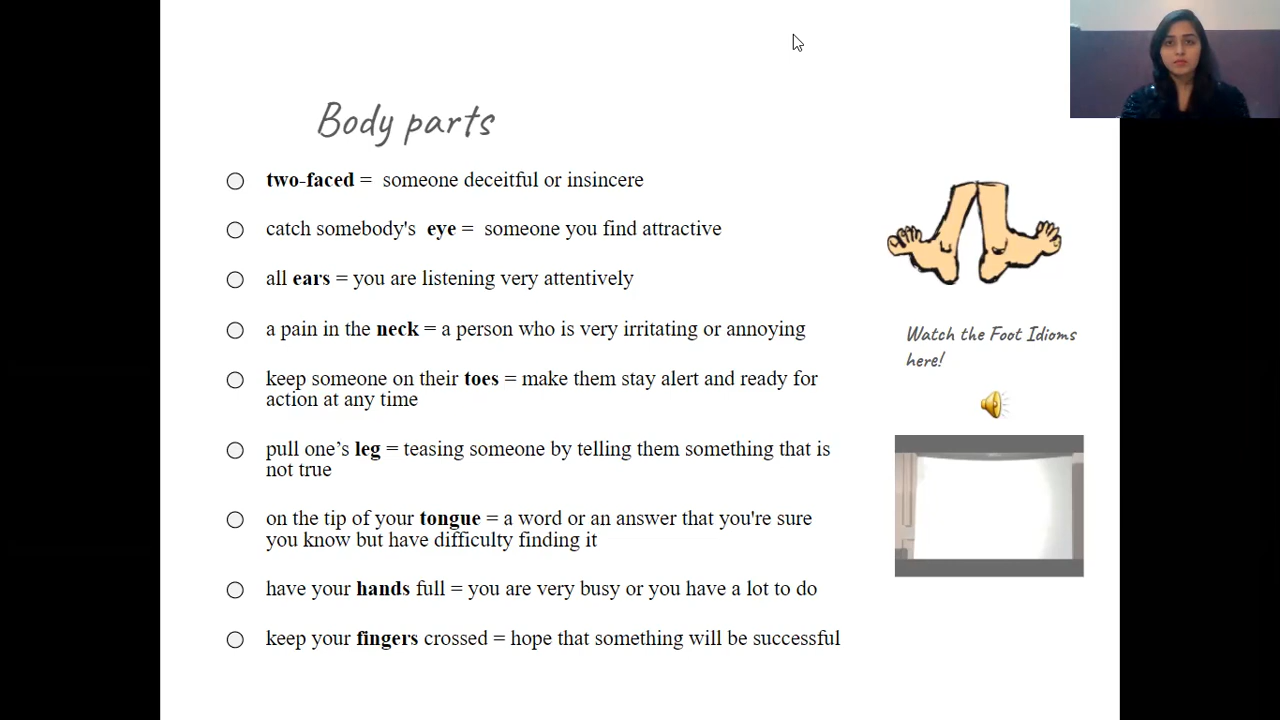 Body parts
two-faced =  someone deceitful or insincere
catch somebody's  eye =  someone you find attractive
all ears = you are listening very attentively
a pain in the neck = a person who is very irritating or annoying
keep someone on their toes = make them stay alert and ready for
action at any time
pull one’s leg = teasing someone by telling them something that is
not true
on the tip of your tongue = a word or an answer that you're sure
you know but have difficulty finding it
have your hands full = you are very busy or you have a lot to do
keep your fingers crossed = hope that something will be successful
Watch the Foot Idioms
here!